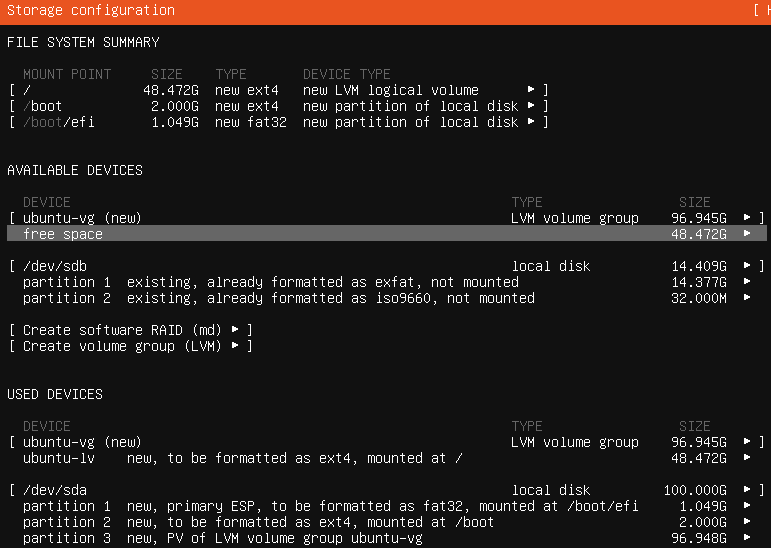 Storage configuration [ H
FILE SYSTEM SUMMARY
MOUNT POINT SIZE TYPE DEVICE TYPE
[ / 48.472G new ext4 new LVM logical volume ▸ ]
[ /boot 2.000G new ext4 new partition of local disk ▸ ]
[ /boot/efi 1.049G new fat32 new partition of local disk ▸ ]
AVAILABLE DEVICES
DEVICE TYPE SIZE
[ ubuntu-vg (new) LVM volume group 96.945G ▸ ]
free space 48.472G ▸
[ /dev/sdb local disk 14.409G ▸ ]
partition 1 existing, already formatted as exfat, not mounted 14.377G ▸
partition 2 existing, already formatted as iso9660, not mounted 32.000M ▸
[ Create software RAID (md) ▸ ]
[ Create volume group (LVM) ▸ ]
USED DEVICES
DEVICE TYPE SIZE
[ ubuntu-vg (new) LVM volume group 96.945G ▸ ]
ubuntu-lv new, to be formatted as ext4, mounted at / 48.472G ▸
[ /dev/sda local disk 100.000G ▸ ]
partition 1 new, primary ESP, to be formatted as fat32, mounted at /boot/efi 1.049G ▸
partition 2 new, to be formatted as ext4, mounted at /boot 2.000G ▸
partition 3 new, PV of LVM volume group ubuntu-vg 96.948G ▸